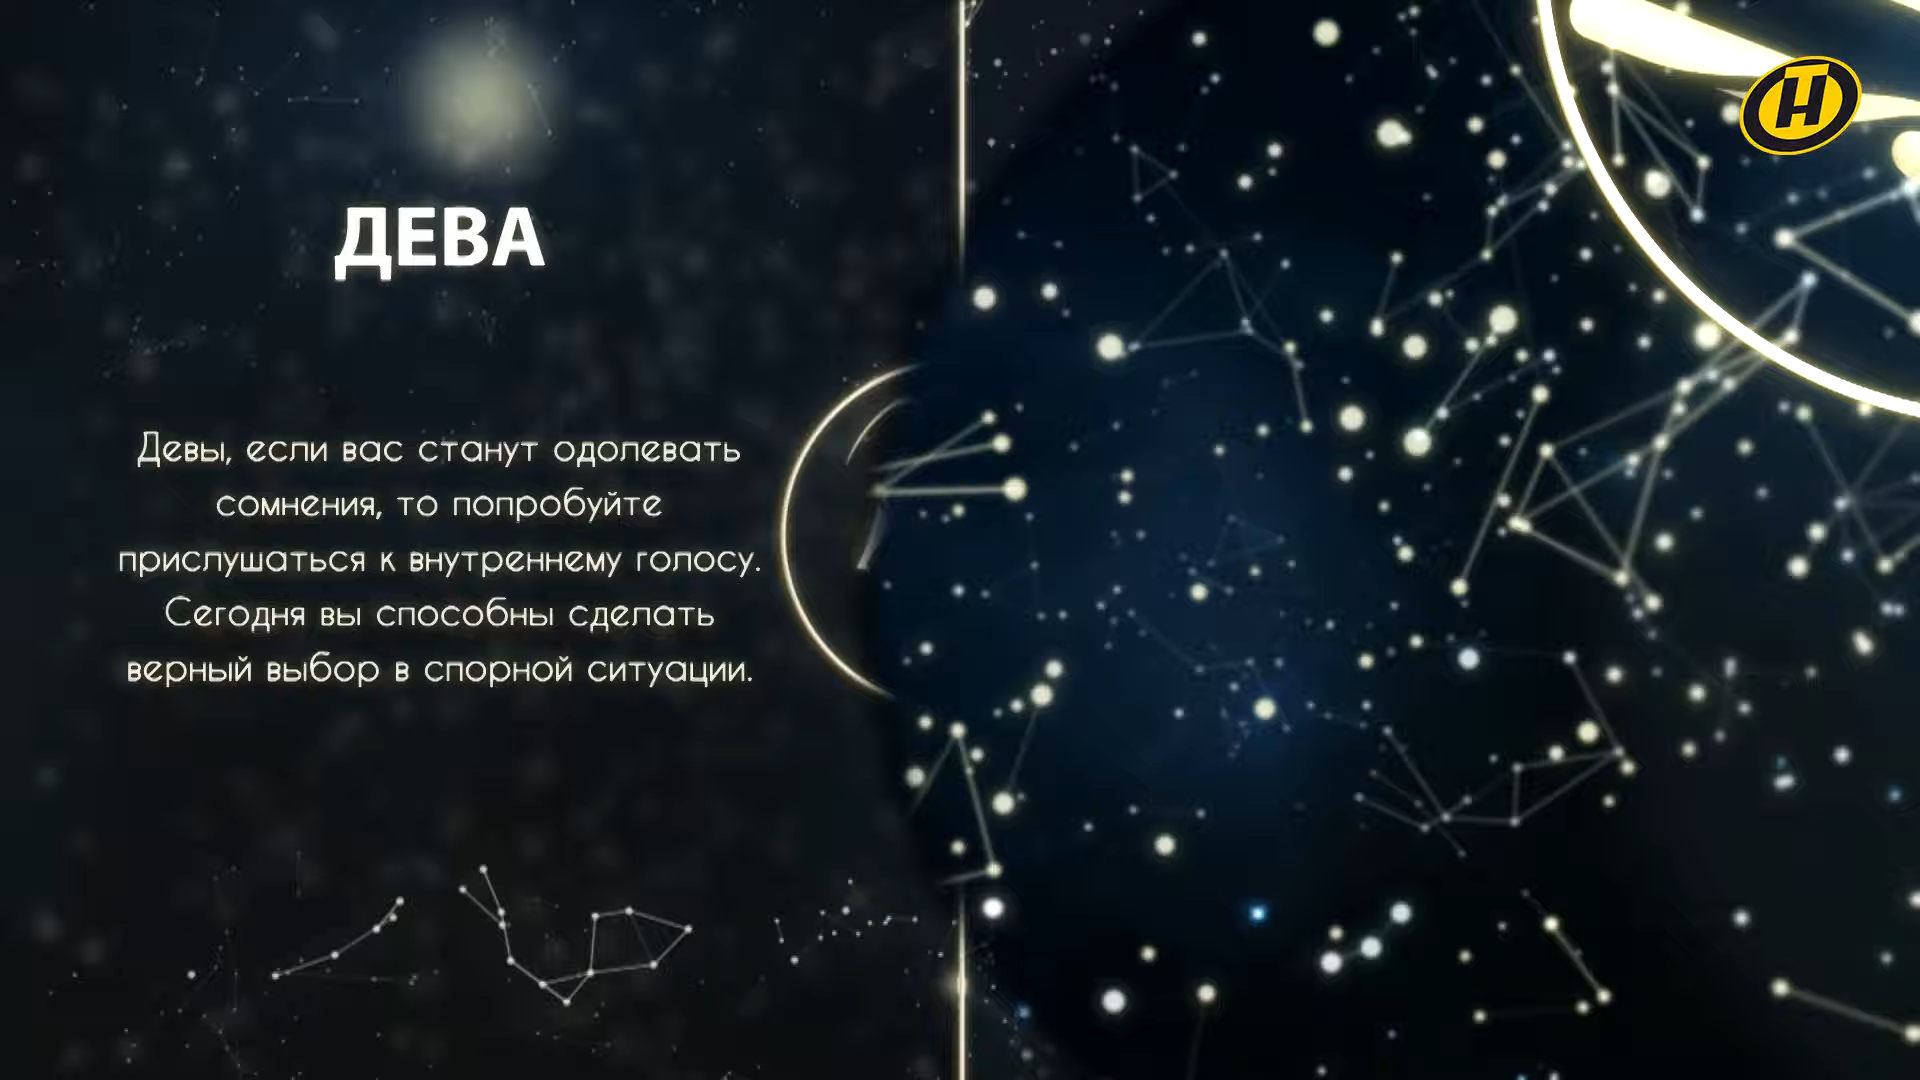 ДЕВА
Девы, если вас станут одолевать
сомнения, то попробуйте
прислушаться к внутреннему голосу.
Сегодня вы способны сделать
верный выбор в спорной ситуации.
ТН